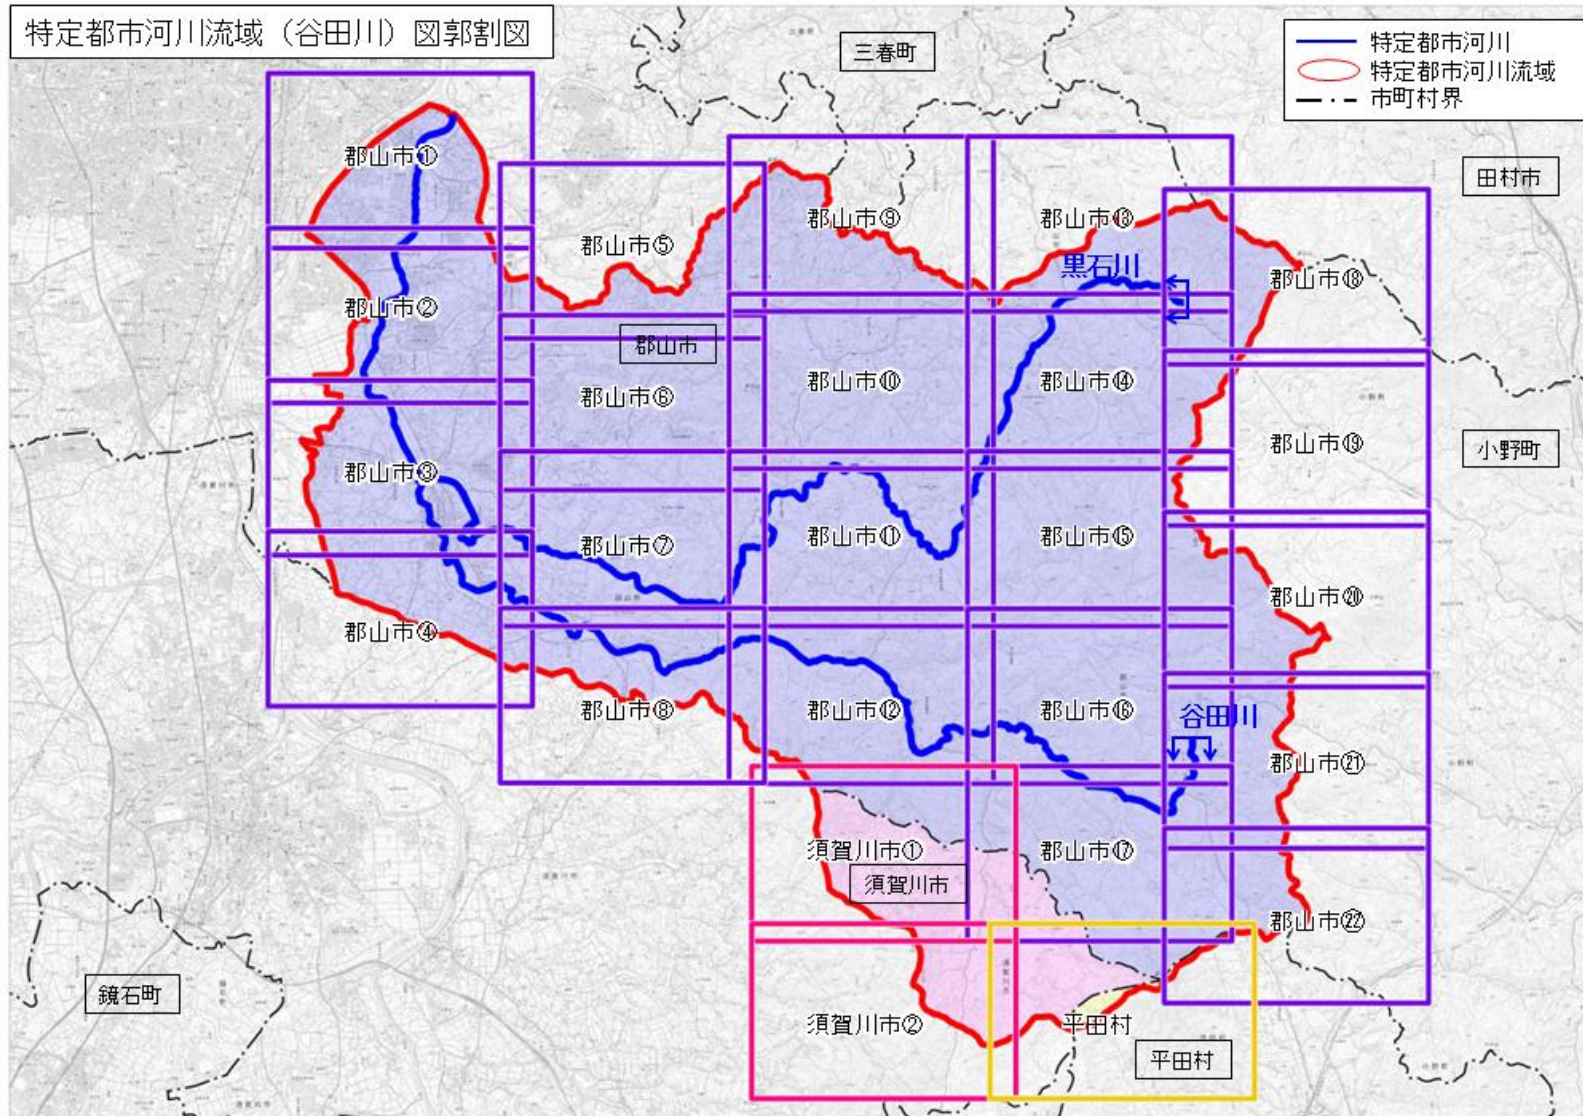 特定都市河川流域（谷田川）図郭割図
特定都市河川
特定都市河川流域
市町村界
三春町
田村市
郡山市①
郡山市⑤
郡山市⑨
郡山市⑬
黒石川
郡山市⑱
郡山市②
郡山市
郡山市⑥
郡山市⑩
郡山市⑭
郡山市⑲
小野町
郡山市③
郡山市⑦
郡山市⑪
郡山市⑮
郡山市⑳
郡山市④
郡山市⑧
郡山市⑫
郡山市⑯
谷田川
郡山市㉑
須賀川市①
郡山市⑰
須賀川市
郡山市㉒
鏡石町
須賀川市②
平田村
平田村